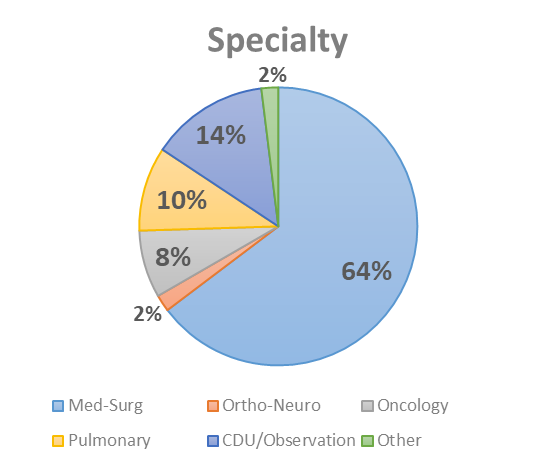 Specialty
2%
14%
10%
64%
8%
2%
Med-Surg Ortho-Neuro Oncology
Pulmonary CDU/Observation Other